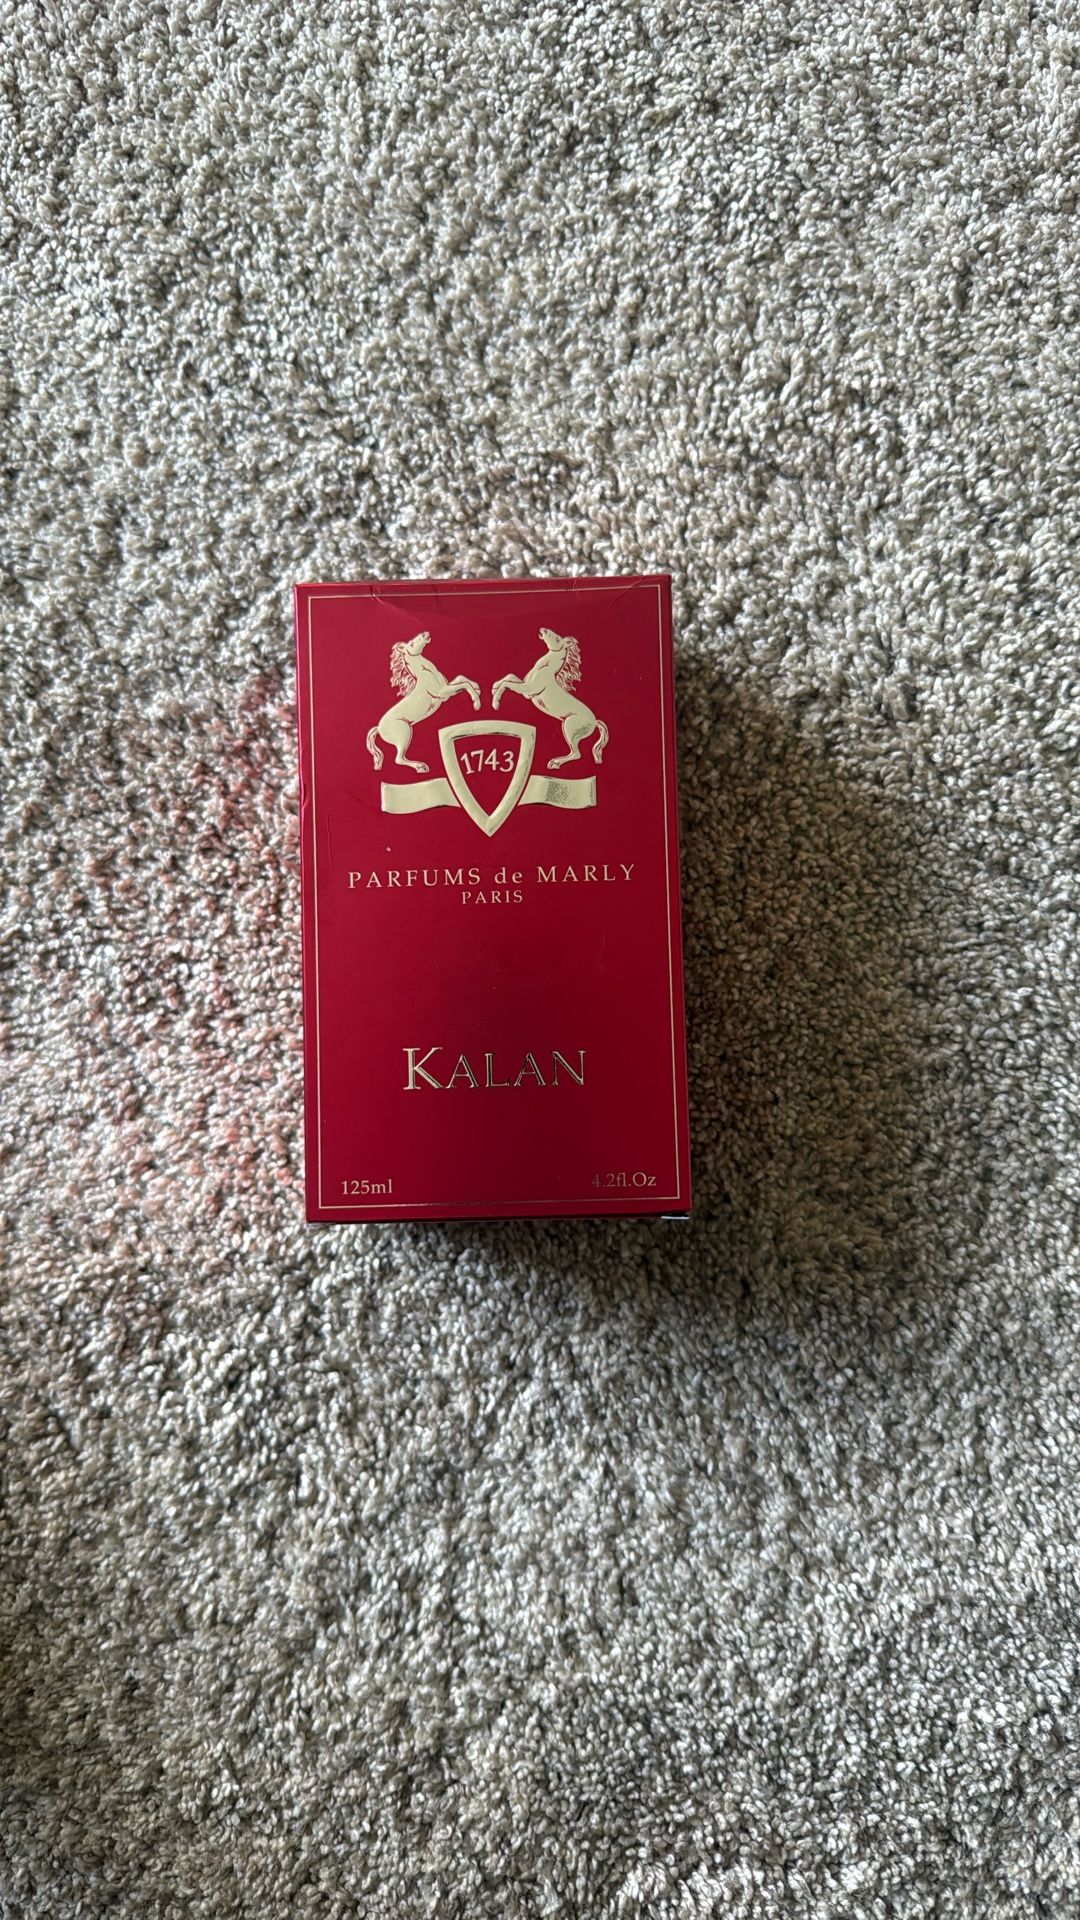 1743
PARFUMS de MARLY
PARIS
KALAN
125ml
4.2fl.Oz